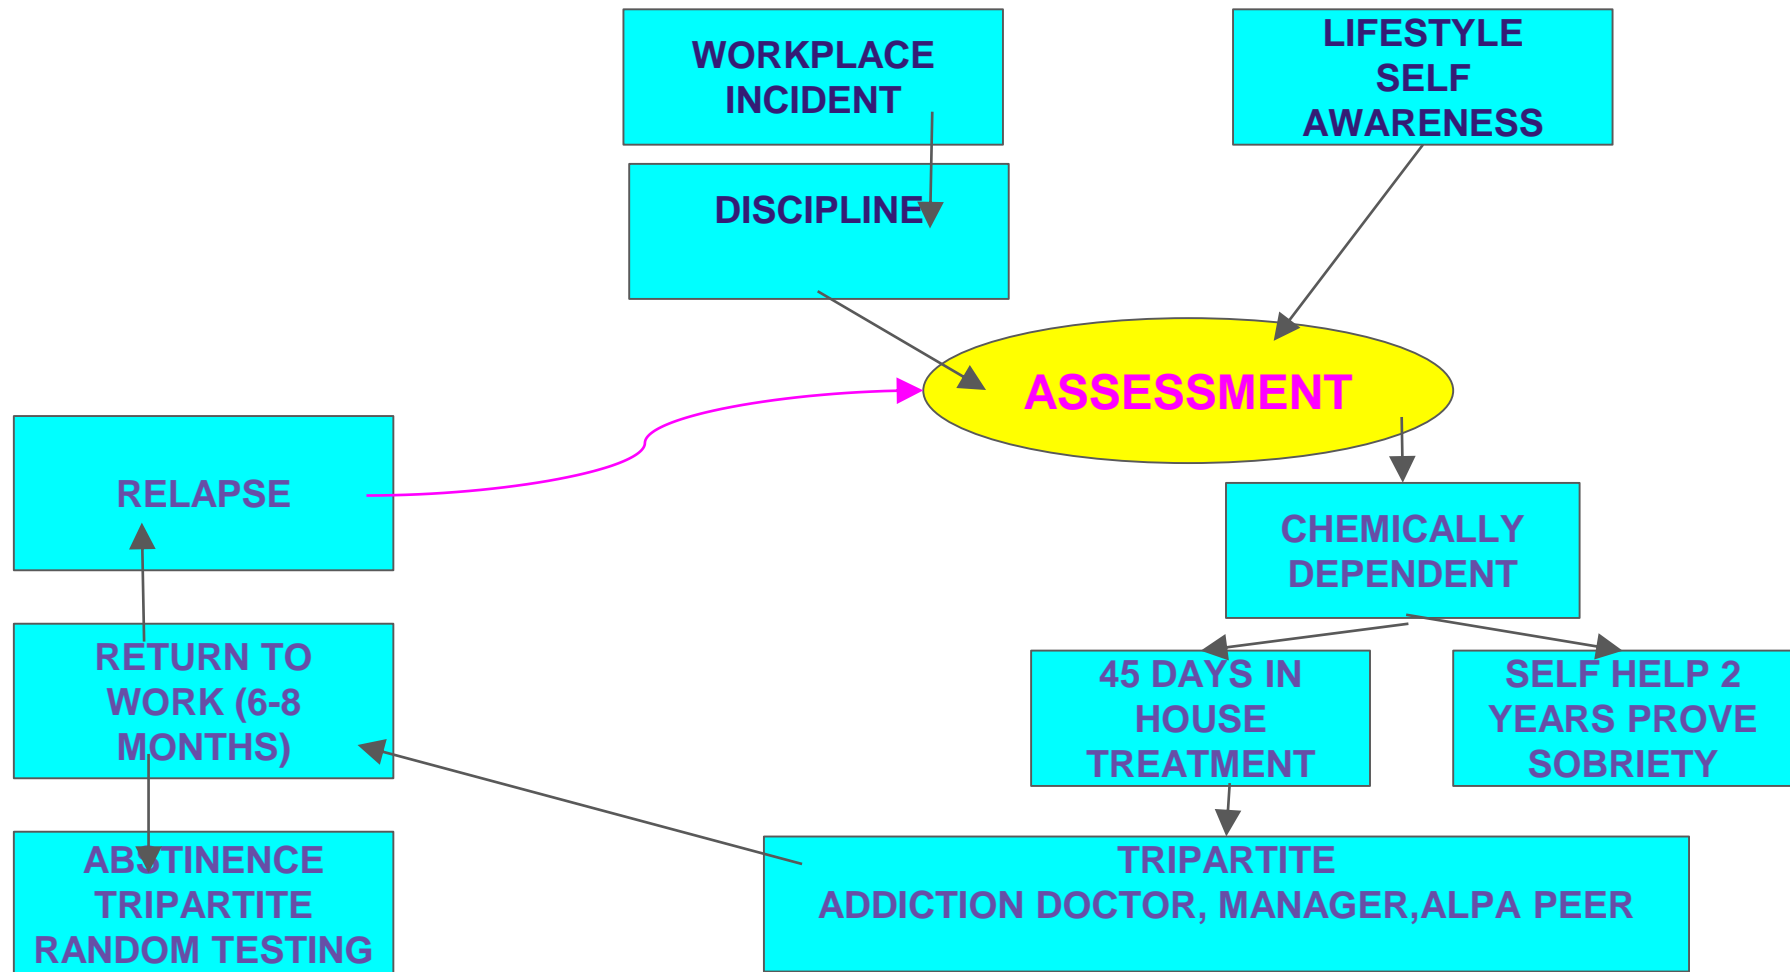 WORKPLACE
INCIDENT
LIFESTYLE
SELF
AWARENESS
DISCIPLINE
ASSESSMENT
RELAPSE
CHEMICALLY
DEPENDENT
RETURN TO
WORK (6-8
MONTHS)
45 DAYS IN
HOUSE
TREATMENT
SELF HELP 2
YEARS PROVE
SOBRIETY
ABSTINENCE
TRIPARTITE
RANDOM TESTING
TRIPARTITE
ADDICTION DOCTOR, MANAGER,ALPA PEER